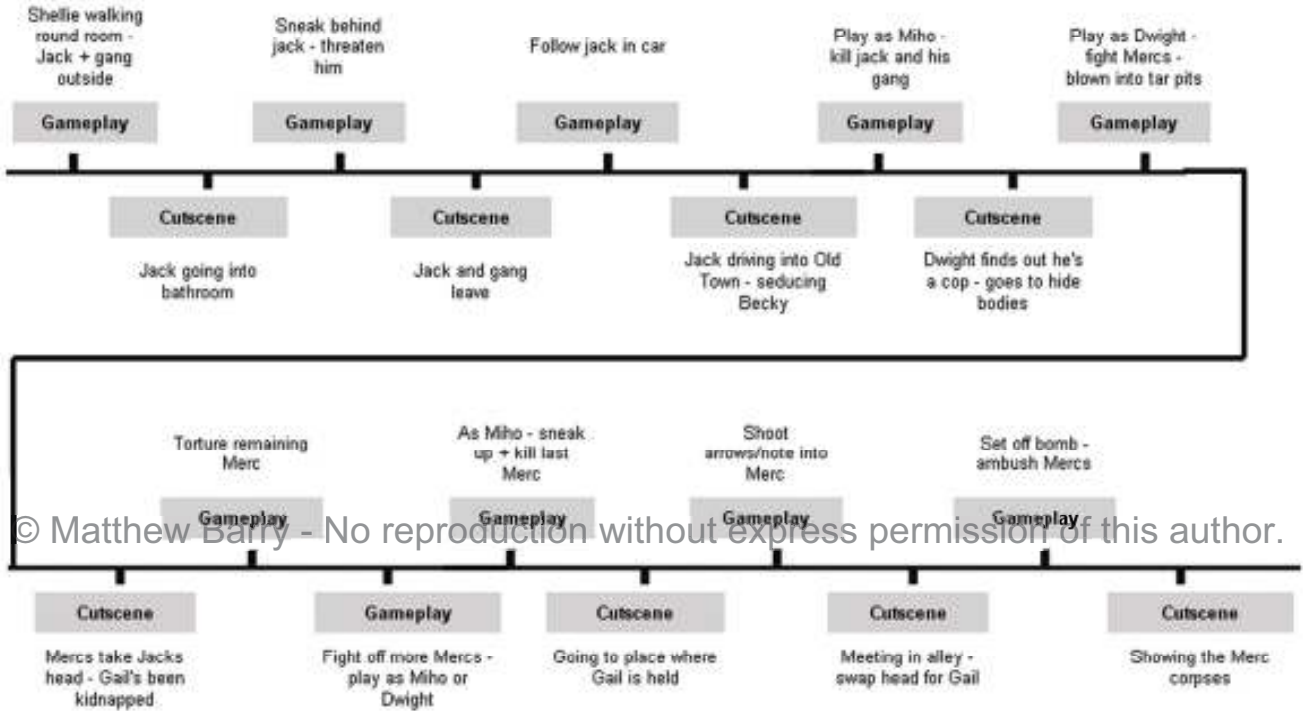 Shellie walking
round room -
Jack + gang
outside
Gameplay
Cutscene
Jack going into
bathroom
Sneak behind
jack - threaten
him
Gameplay
Cutscene
Jack and gang
leave
Follow jack in car
Gameplay
Cutscene
Jack driving into Old
Town - seducing
Becky
Play as Miho -
kill jack and his
gang
Gameplay
Cutscene
Dwight finds out he's
a cop - goes to hide
bodies
Play as Dwight -
fight Mercs -
blown into tar pits
Gameplay
Cutscene
Mercs take Jacks
head - Gail's been
kidnapped
Torture remaining
Merc
Gameplay
Gameplay
Fight off more Mercs -
play as Miho or
Dwight
As Miho - sneak
up + kill last
Merc
Gameplay
Cutscene
Going to place where
Gail is held
Shoot
arrows/note into
Merc
Gameplay
Cutscene
Meeting in alley -
swap head for Gail
Set off bomb -
ambush Mercs
Gameplay
Cutscene
Showing the Merc
corpses
© Matthew Barry - No reproduction without express permission of this author.